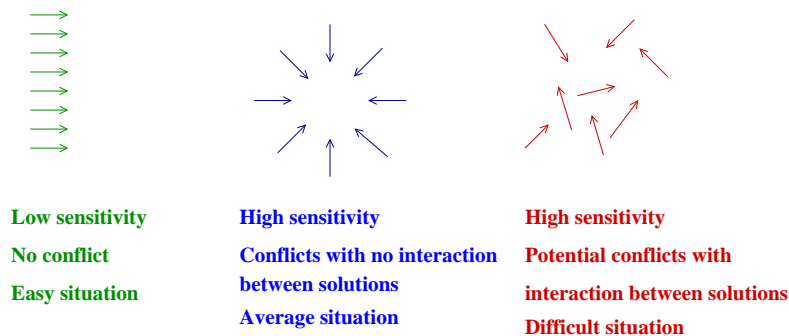 Low sensitivity
No conflict
Easy situation
High sensitivity
Conflicts with no interaction
between solutions
Average situation
High sensitivity
Potential conflicts with
interaction between solutions
Difficult situation